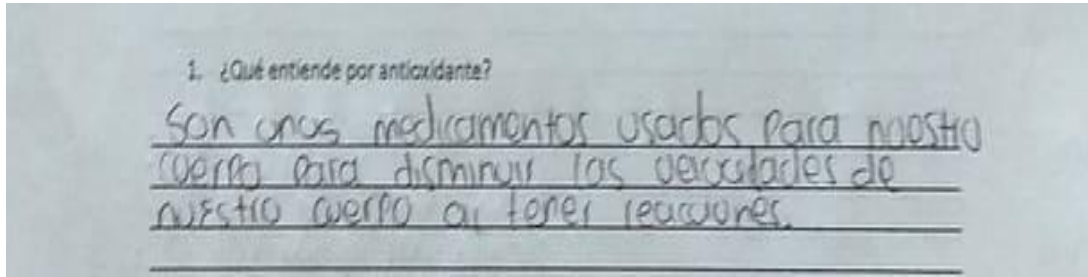 1. ¿Qué entiende por antioxidante?
Son unos medicamentos usados para nuestro
cuerpo para disminuir las velocidades de
nuestro cuerpo al tener reacciones.